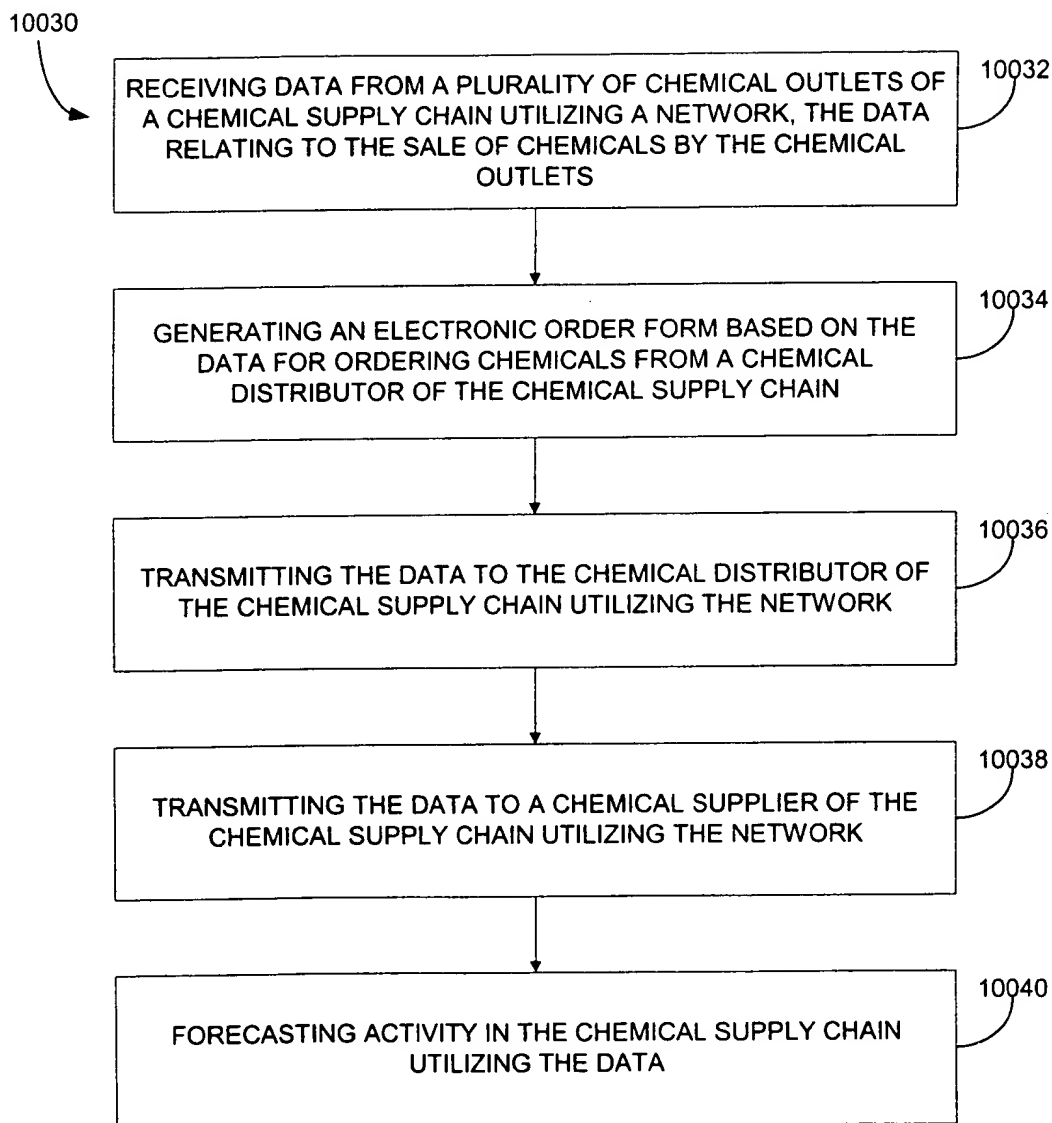 10030
RECEIVING DATA FROM A PLURALITY OF CHEMICAL OUTLETS OF
A CHEMICAL SUPPLY CHAIN UTILIZING A NETWORK, THE DATA
RELATING TO THE SALE OF CHEMICALS BY THE CHEMICAL
OUTLETS
10032
GENERATING AN ELECTRONIC ORDER FORM BASED ON THE
DATA FOR ORDERING CHEMICALS FROM A CHEMICAL
DISTRIBUTOR OF THE CHEMICAL SUPPLY CHAIN
10034
TRANSMITTING THE DATA TO THE CHEMICAL DISTRIBUTOR OF
THE CHEMICAL SUPPLY CHAIN UTILIZING THE NETWORK
10036
TRANSMITTING THE DATA TO A CHEMICAL SUPPLIER OF THE
CHEMICAL SUPPLY CHAIN UTILIZING THE NETWORK
10038
FORECASTING ACTIVITY IN THE CHEMICAL SUPPLY CHAIN
UTILIZING THE DATA
10040